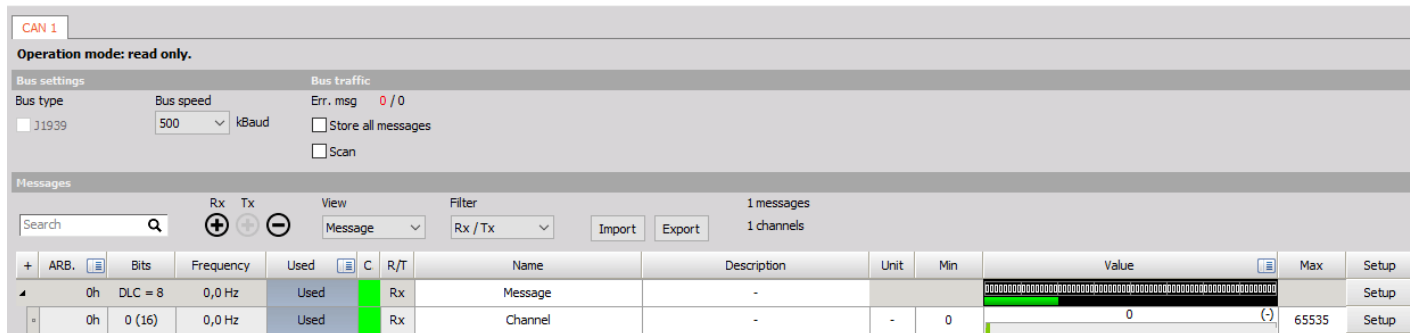 CAN 1
Operation mode: read only.
Bus settings Bus traffic
Bus type Bus speed Err. msg 0 / 0
J1939 500 kBaud Store all messages
Scan
Messages
Rx Tx View Filter 1 messages
Search Message Rx / Tx Import Export 1 channels
+ ARB. Bits Frequency Used C R/T Name Description Unit Min Value Max Setup
0h DLC = 8 0,0 Hz Used Rx Message - Setup
0h 0 (16) 0,0 Hz Used Rx Channel - - 0 0 (-) 65535 Setup